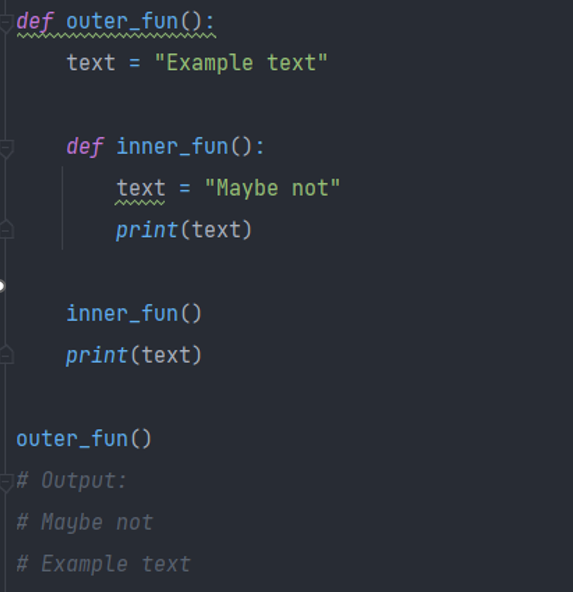 def outer_fun():
    text = "Example text"
    def inner_fun():
        text = "Maybe not"
        print(text)
    inner_fun()
    print(text)
outer_fun()
# Output:
# Maybe not
# Example text